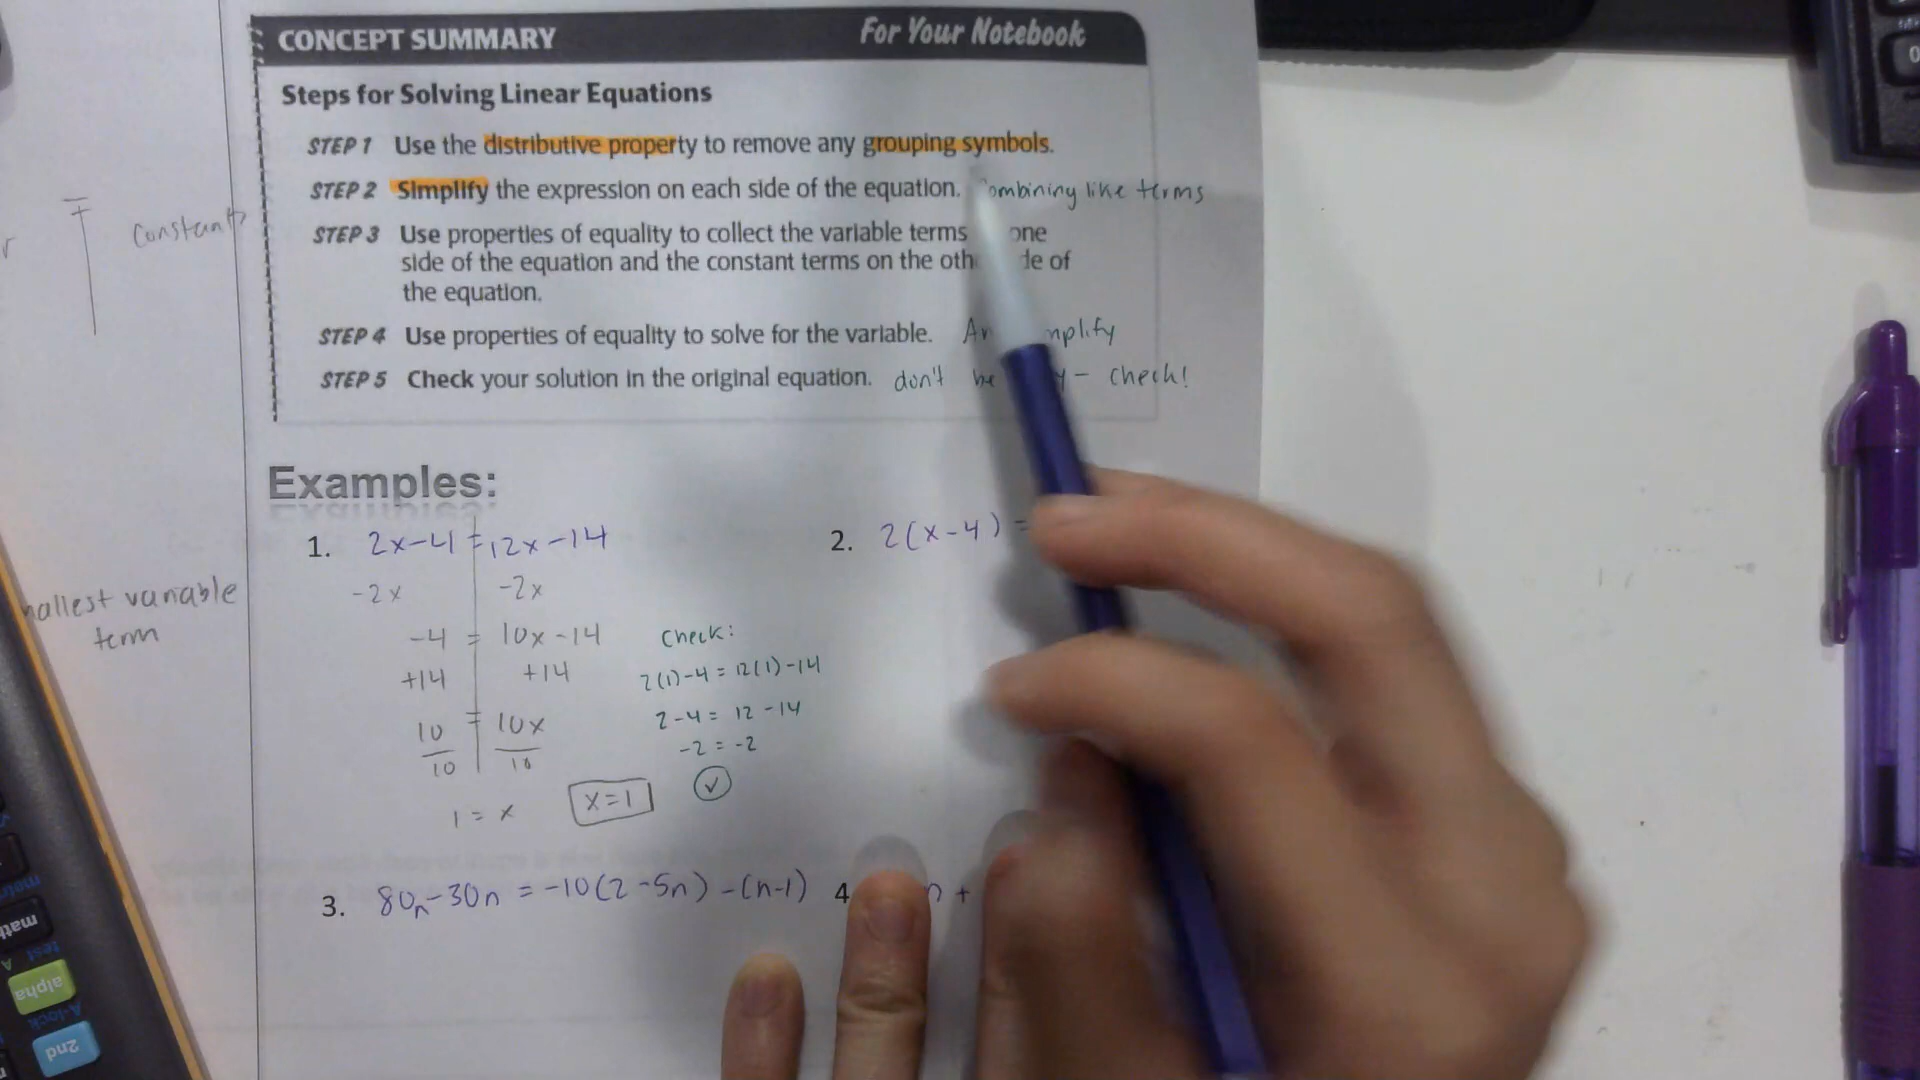 CONCEPT SUMMARY For Your Notebook
Steps for Solving Linear Equations
STEP 1 Use the distributive property to remove any grouping symbols.
STEP 2 Simplify the expression on each side of the equation. ombining like terms
STEP 3 Use properties of equality to collect the variable terms one
side of the equation and the constant terms on the oth de of
the equation.
STEP 4 Use properties of equality to solve for the variable. An mplify
STEP 5 Check your solution in the original equation. don't be y - check!
constant
Examples:
1. 2x-4 = 12x-14
-2x -2x
-4 = 10x-14
+14 +14
10 = 10x
10 10
1 = x x=1
Check:
2(1)-4 = 12(1)-14
2-4 = 12-14
-2 = -2
✓
2. 2(x-4) =
allest variable
term
3. 80n-30n = -10(2-5n) -(n-1) 4 n +
math
A
alpha
A-lock
2nd
0